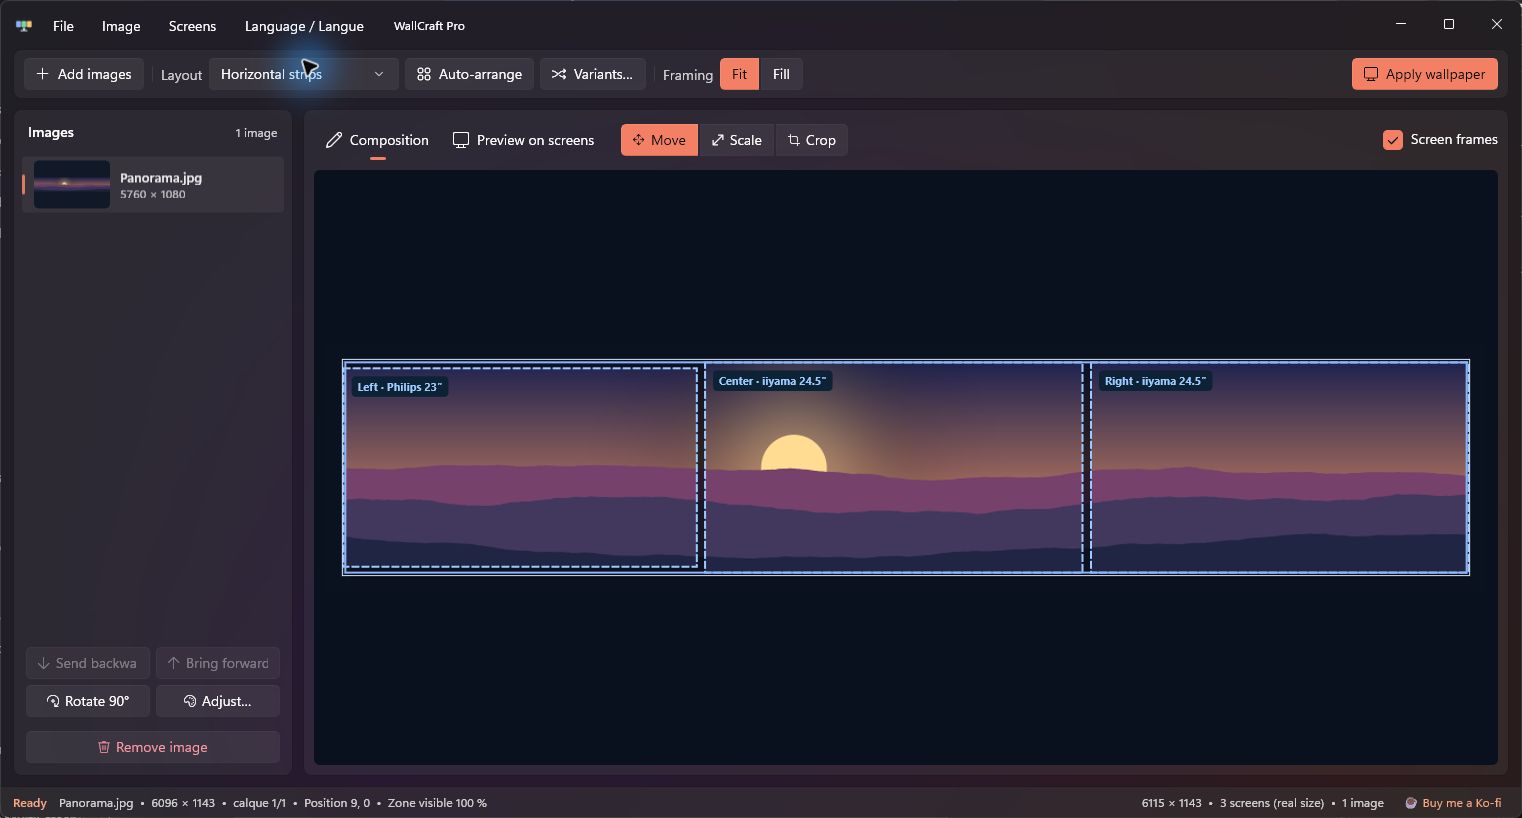 File Image Screens Language / Langue WallCraft Pro
Add images Layout Horizontal strips Auto-arrange Variants... Framing Fit Fill Apply wallpaper
Images 1 image
Panorama.jpg
5760 × 1080
Composition Preview on screens Move Scale Crop Screen frames
Left · Philips 23"
Center · iiyama 24.5"
Right · iiyama 24.5"
Send backwa Bring forward
Rotate 90° Adjust...
Remove image
Ready Panorama.jpg • 6096 × 1143 • calque 1/1 • Position 9, 0 • Zone visible 100 %
6115 × 1143 • 3 screens (real size) • 1 image Buy me a Ko-fi